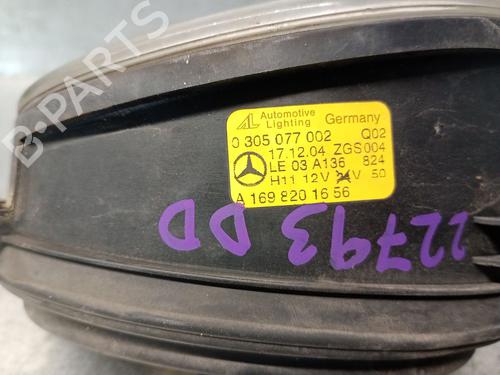 B-PARTS
AL Automotive Lighting Germany
0 305 077 002 Q02
17.12.04 ZGS004
LE 03 A136 824
H11 12V 24V 50
A 169 820 16 56
22793 DD